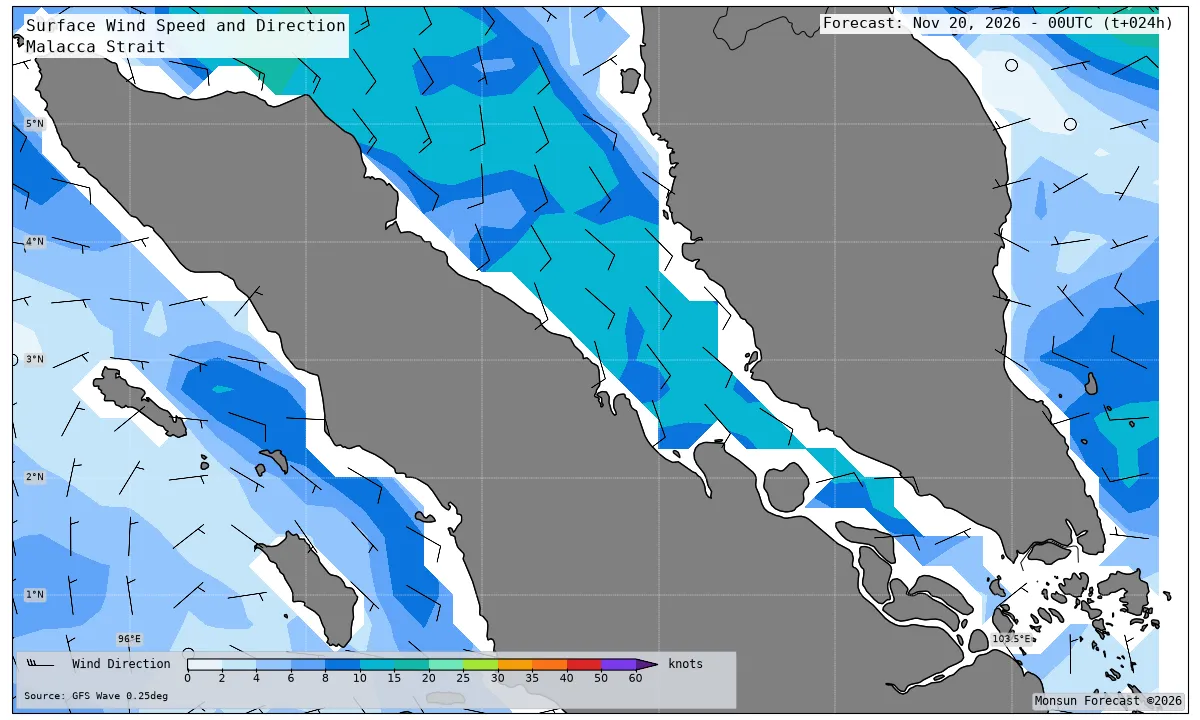 Surface Wind Speed and Direction
Malacca Strait
Forecast: Nov 20, 2026 - 00UTC (t+024h)
5°N
4°N
3°N
2°N
1°N
96°E
103.5°E
Wind Direction
knots
0 2 4 6 8 10 15 20 25 30 35 40 50 60
Source: GFS Wave 0.25deg
Monsun Forecast ©2026